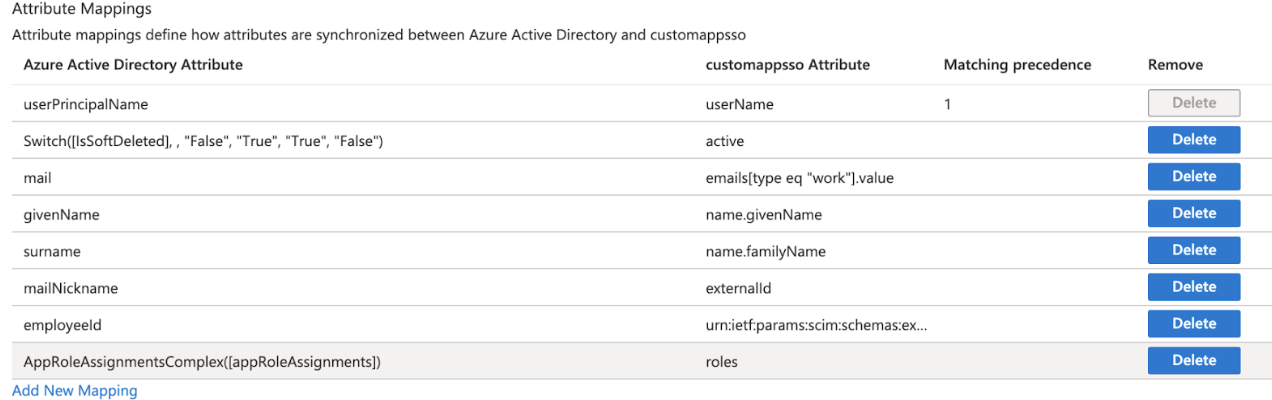 Attribute Mappings
Attribute mappings define how attributes are synchronized between Azure Active Directory and customappsso
Azure Active Directory Attribute customappsso Attribute Matching precedence Remove
userPrincipalName userName 1 Delete
Switch([IsSoftDeleted], , "False", "True", "True", "False") active Delete
mail emails[type eq "work"].value Delete
givenName name.givenName Delete
surname name.familyName Delete
mailNickname externalId Delete
employeeId urn:ietf:params:scim:schemas:ex... Delete
AppRoleAssignmentsComplex([appRoleAssignments]) roles Delete
Add New Mapping